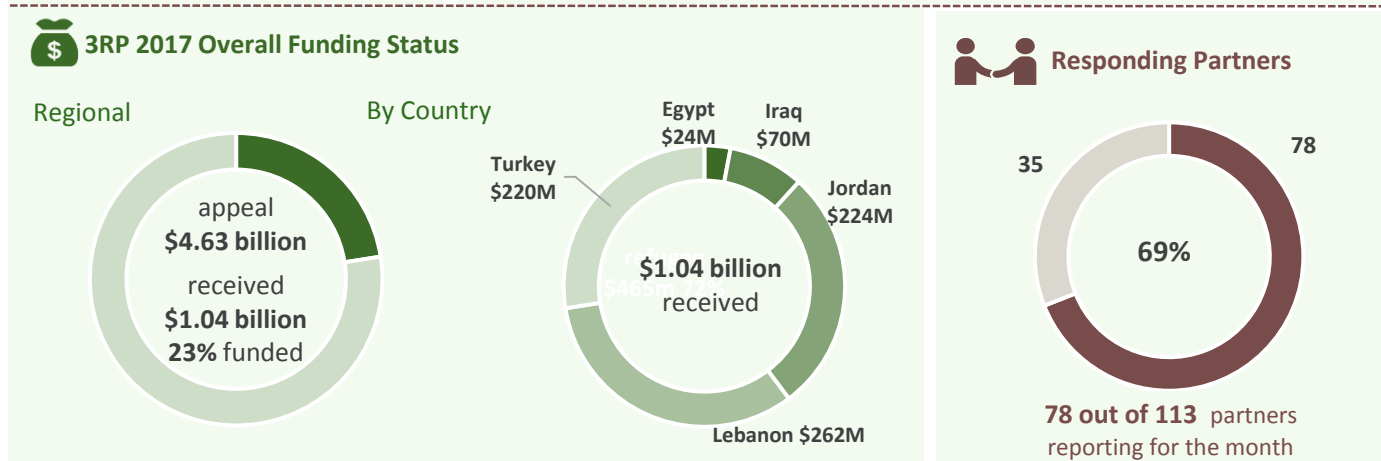 $
3RP 2017 Overall Funding Status
Regional
appeal
$4.63 billion
received
$1.04 billion
23% funded
By Country
Egypt
$24M
Iraq
$70M
Turkey
$220M
Jordan
$224M
$1.04 billion
received
$465m 72%
Lebanon $262M
Responding Partners
35
78
69%
78 out of 113 partners
reporting for the month